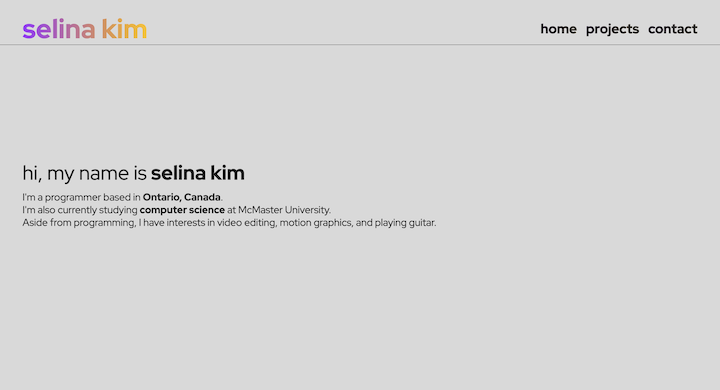 selina kim
home projects contact
hi, my name is selina kim
I'm a programmer based in Ontario, Canada.
I'm also currently studying computer science at McMaster University.
Aside from programming, I have interests in video editing, motion graphics, and playing guitar.